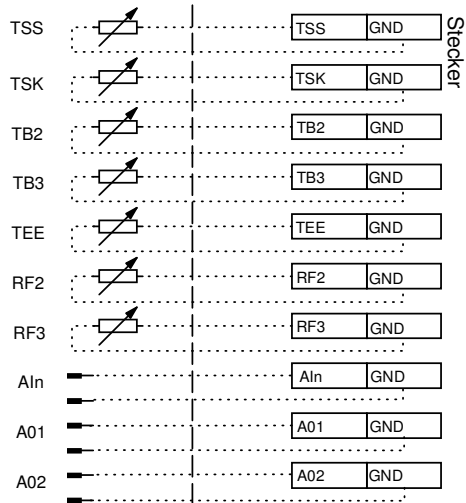 TSS TSS GND Stecker
TSK TSK GND
TB2 TB2 GND
TB3 TB3 GND
TEE TEE GND
RF2 RF2 GND
RF3 RF3 GND
AIn AIn GND
A01 A01 GND
A02 A02 GND